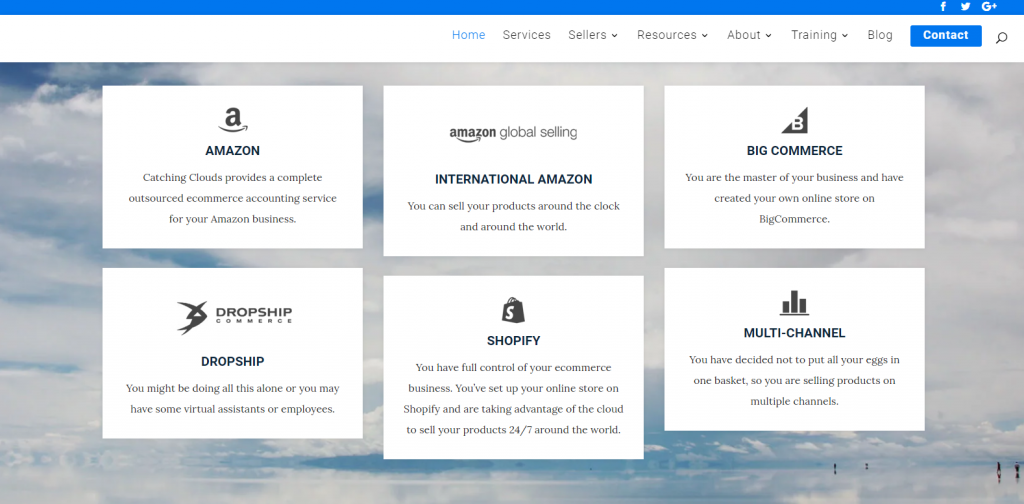 Home Services Sellers Resources About Training Blog Contact
a
AMAZON
Catching Clouds provides a complete
outsourced ecommerce accounting service
for your Amazon business.
amazon global selling
INTERNATIONAL AMAZON
You can sell your products around the clock
and around the world.
B
BIG COMMERCE
You are the master of your business and have
created your own online store on
BigCommerce.
DROPSHIP
COMMERCE
DROPSHIP
You might be doing all this alone or you may
have some virtual assistants or employees.
S
SHOPIFY
You have full control of your ecommerce
business. You’ve set up your online store on
Shopify and are taking advantage of the cloud
to sell your products 24/7 around the world.
MULTI-CHANNEL
You have decided not to put all your eggs in
one basket, so you are selling products on
multiple channels.